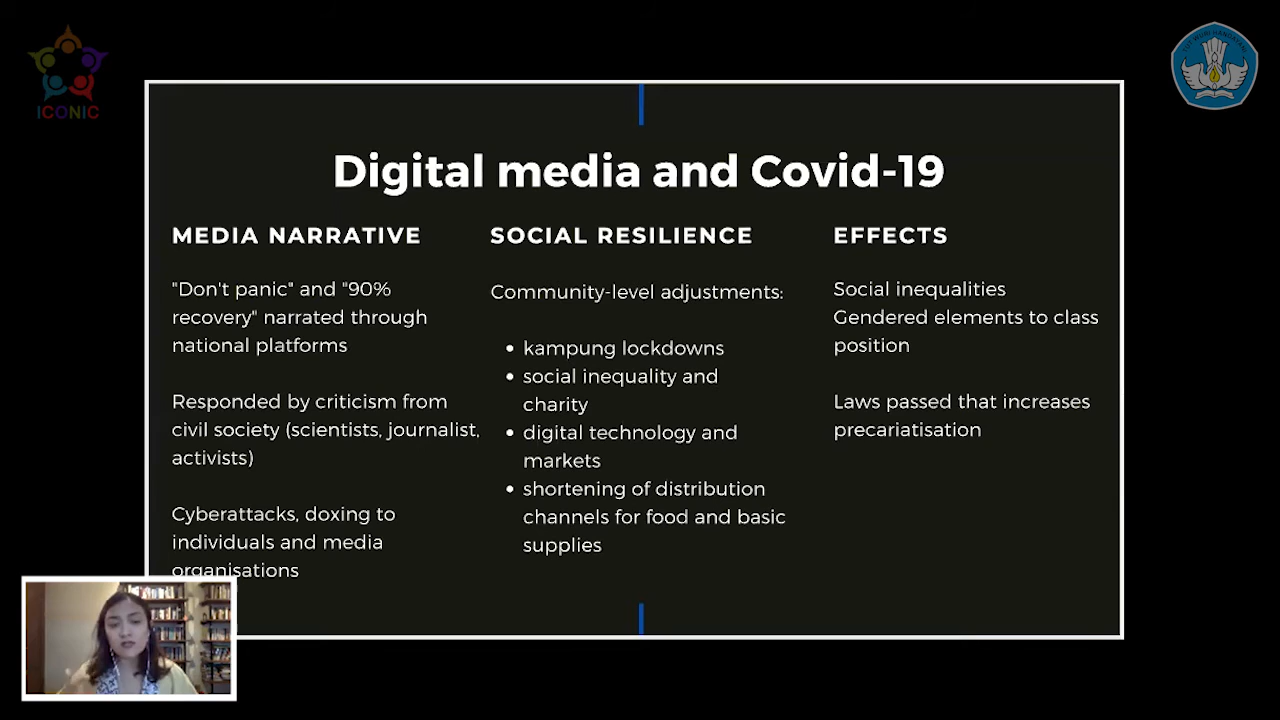 ICONIC
TUT WURI HANDAYANI
Digital media and Covid-19
MEDIA NARRATIVE
"Don't panic" and "90%
recovery" narrated through
national platforms
Responded by criticism from
civil society (scientists, journalist,
activists)
Cyberattacks, doxing to
individuals and media
organisations
SOCIAL RESILIENCE
Community-level adjustments:
• kampung lockdowns
• social inequality and
charity
• digital technology and
markets
• shortening of distribution
channels for food and basic
supplies
EFFECTS
Social inequalities
Gendered elements to class
position
Laws passed that increases
precariatisation